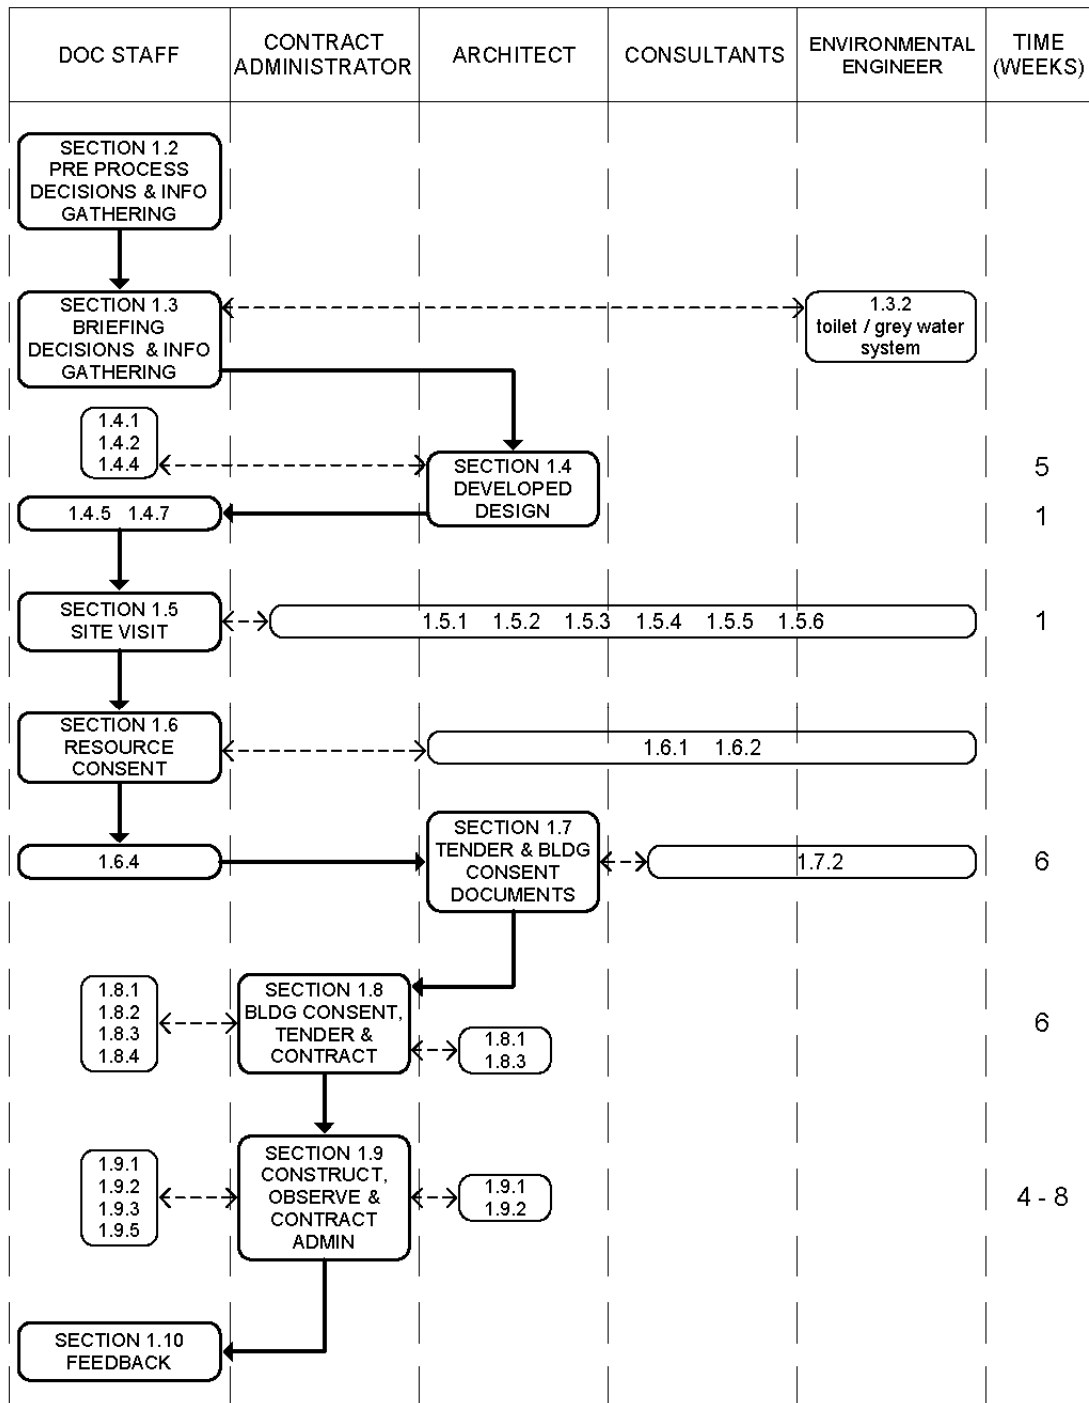 DOC STAFF
CONTRACT
ADMINISTRATOR
ARCHITECT
CONSULTANTS
ENVIRONMENTAL
ENGINEER
TIME
(WEEKS)
SECTION 1.2
PRE PROCESS
DECISIONS & INFO
GATHERING
SECTION 1.3
BRIEFING
DECISIONS & INFO
GATHERING
1.3.2
toilet / grey water
system
1.4.1
1.4.2
1.4.4
SECTION 1.4
DEVELOPED
DESIGN
5
1.4.5 1.4.7
1
SECTION 1.5
SITE VISIT
1.5.1 1.5.2 1.5.3 1.5.4 1.5.5 1.5.6
1
SECTION 1.6
RESOURCE
CONSENT
1.6.1 1.6.2
1.6.4
SECTION 1.7
TENDER & BLDG
CONSENT
DOCUMENTS
1.7.2
6
1.8.1
1.8.2
1.8.3
1.8.4
SECTION 1.8
BLDG CONSENT,
TENDER &
CONTRACT
1.8.1
1.8.3
6
1.9.1
1.9.2
1.9.3
1.9.5
SECTION 1.9
CONSTRUCT,
OBSERVE &
CONTRACT
ADMIN
1.9.1
1.9.2
4 - 8
SECTION 1.10
FEEDBACK